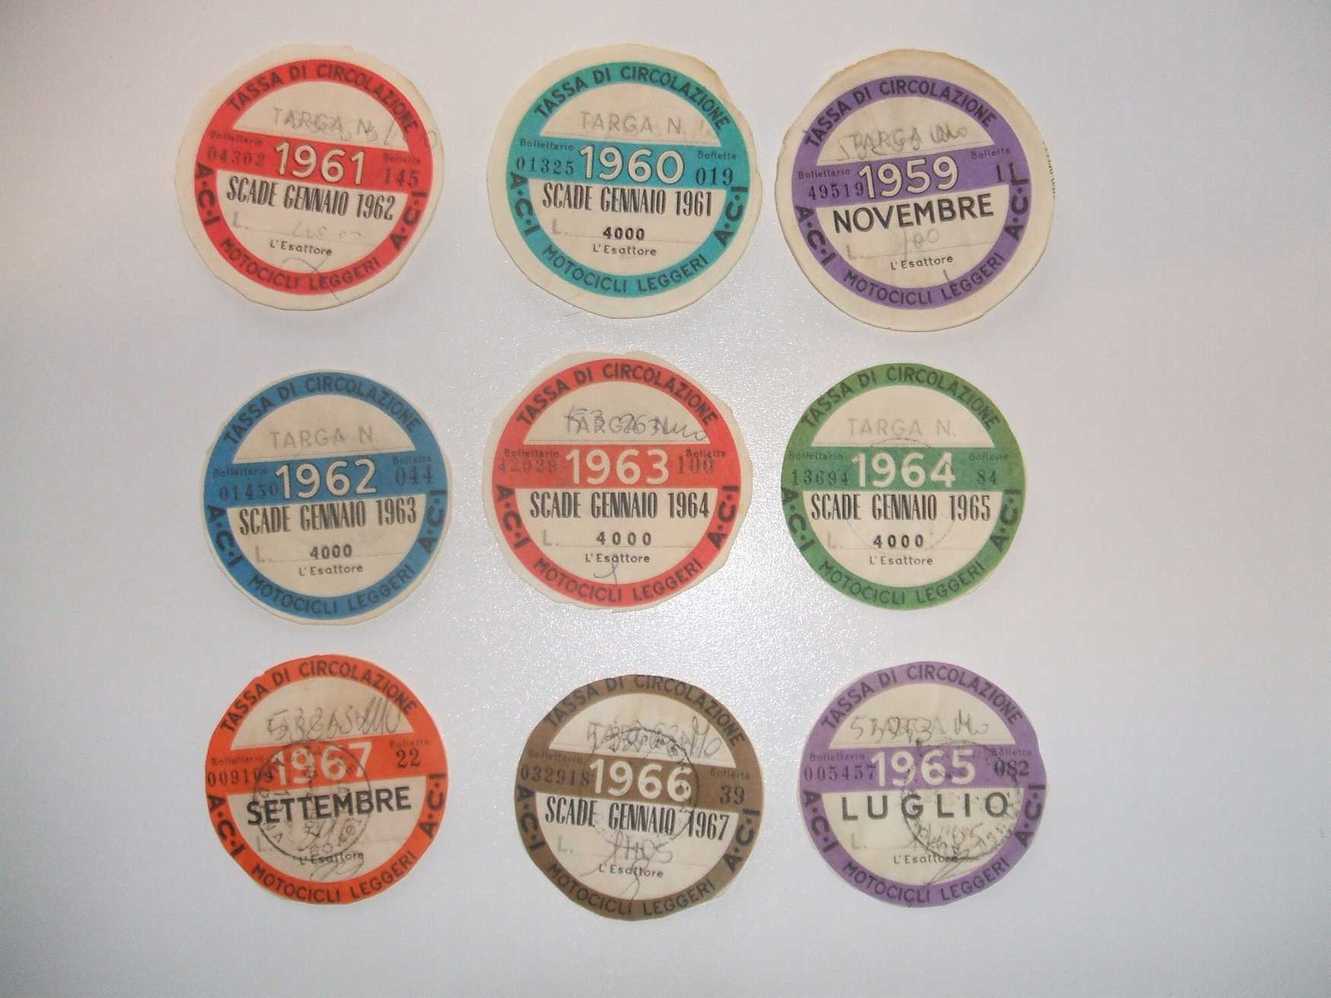 TASSA DI CIRCOLAZIONE
TARGA N.
Bollettario
Bolletta
04302
1961
145
SCADE GENNAIO 1962
L.
L'Esattore
A·C·I
A·C·I
MOTOCICLI LEGGERI
TASSA DI CIRCOLAZIONE
TARGA N.
Bollettario
Bolletta
01325
1960
019
SCADE GENNAIO 1961
L. 4000
L'Esattore
A·C·I
A·C·I
MOTOCICLI LEGGERI
TASSA DI CIRCOLAZIONE
TARGA
Bollettario
Bolletta
49519
1959
NOVEMBRE
L.
L'Esattore
A·C·I
A·C·I
MOTOCICLI LEGGERI
TASSA DI CIRCOLAZIONE
TARGA N.
Bollettario
Bolletta
01430
1962
044
SCADE GENNAIO 1963
L. 4000
L'Esattore
A·C·I
A·C·I
MOTOCICLI LEGGERI
TASSA DI CIRCOLAZIONE
TARGA N.
Bollettario
Bolletta
1963
100
SCADE GENNAIO 1964
L. 4000
L'Esattore
A·C·I
A·C·I
MOTOCICLI LEGGERI
TASSA DI CIRCOLAZIONE
TARGA N.
Bollettario
Bolletta
13694
1964
84
SCADE GENNAIO 1965
L. 4000
L'Esattore
A·C·I
A·C·I
MOTOCICLI LEGGERI
TASSA DI CIRCOLAZIONE
Bollettario
Bolletta
1967
22
SETTEMBRE
L.
L'Esattore
A·C·I
A·C·I
MOTOCICLI LEGGERI
TASSA DI CIRCOLAZIONE
Bollettario
Bolletta
032918
1966
39
SCADE GENNAIO 1967
L.
L'Esattore
A·C·I
A·C·I
MOTOCICLI LEGGERI
TASSA DI CIRCOLAZIONE
Bollettario
Bolletta
005457
1965
082
LUGLIO
L.
L'Esattore
A·C·I
A·C·I
MOTOCICLI LEGGERI